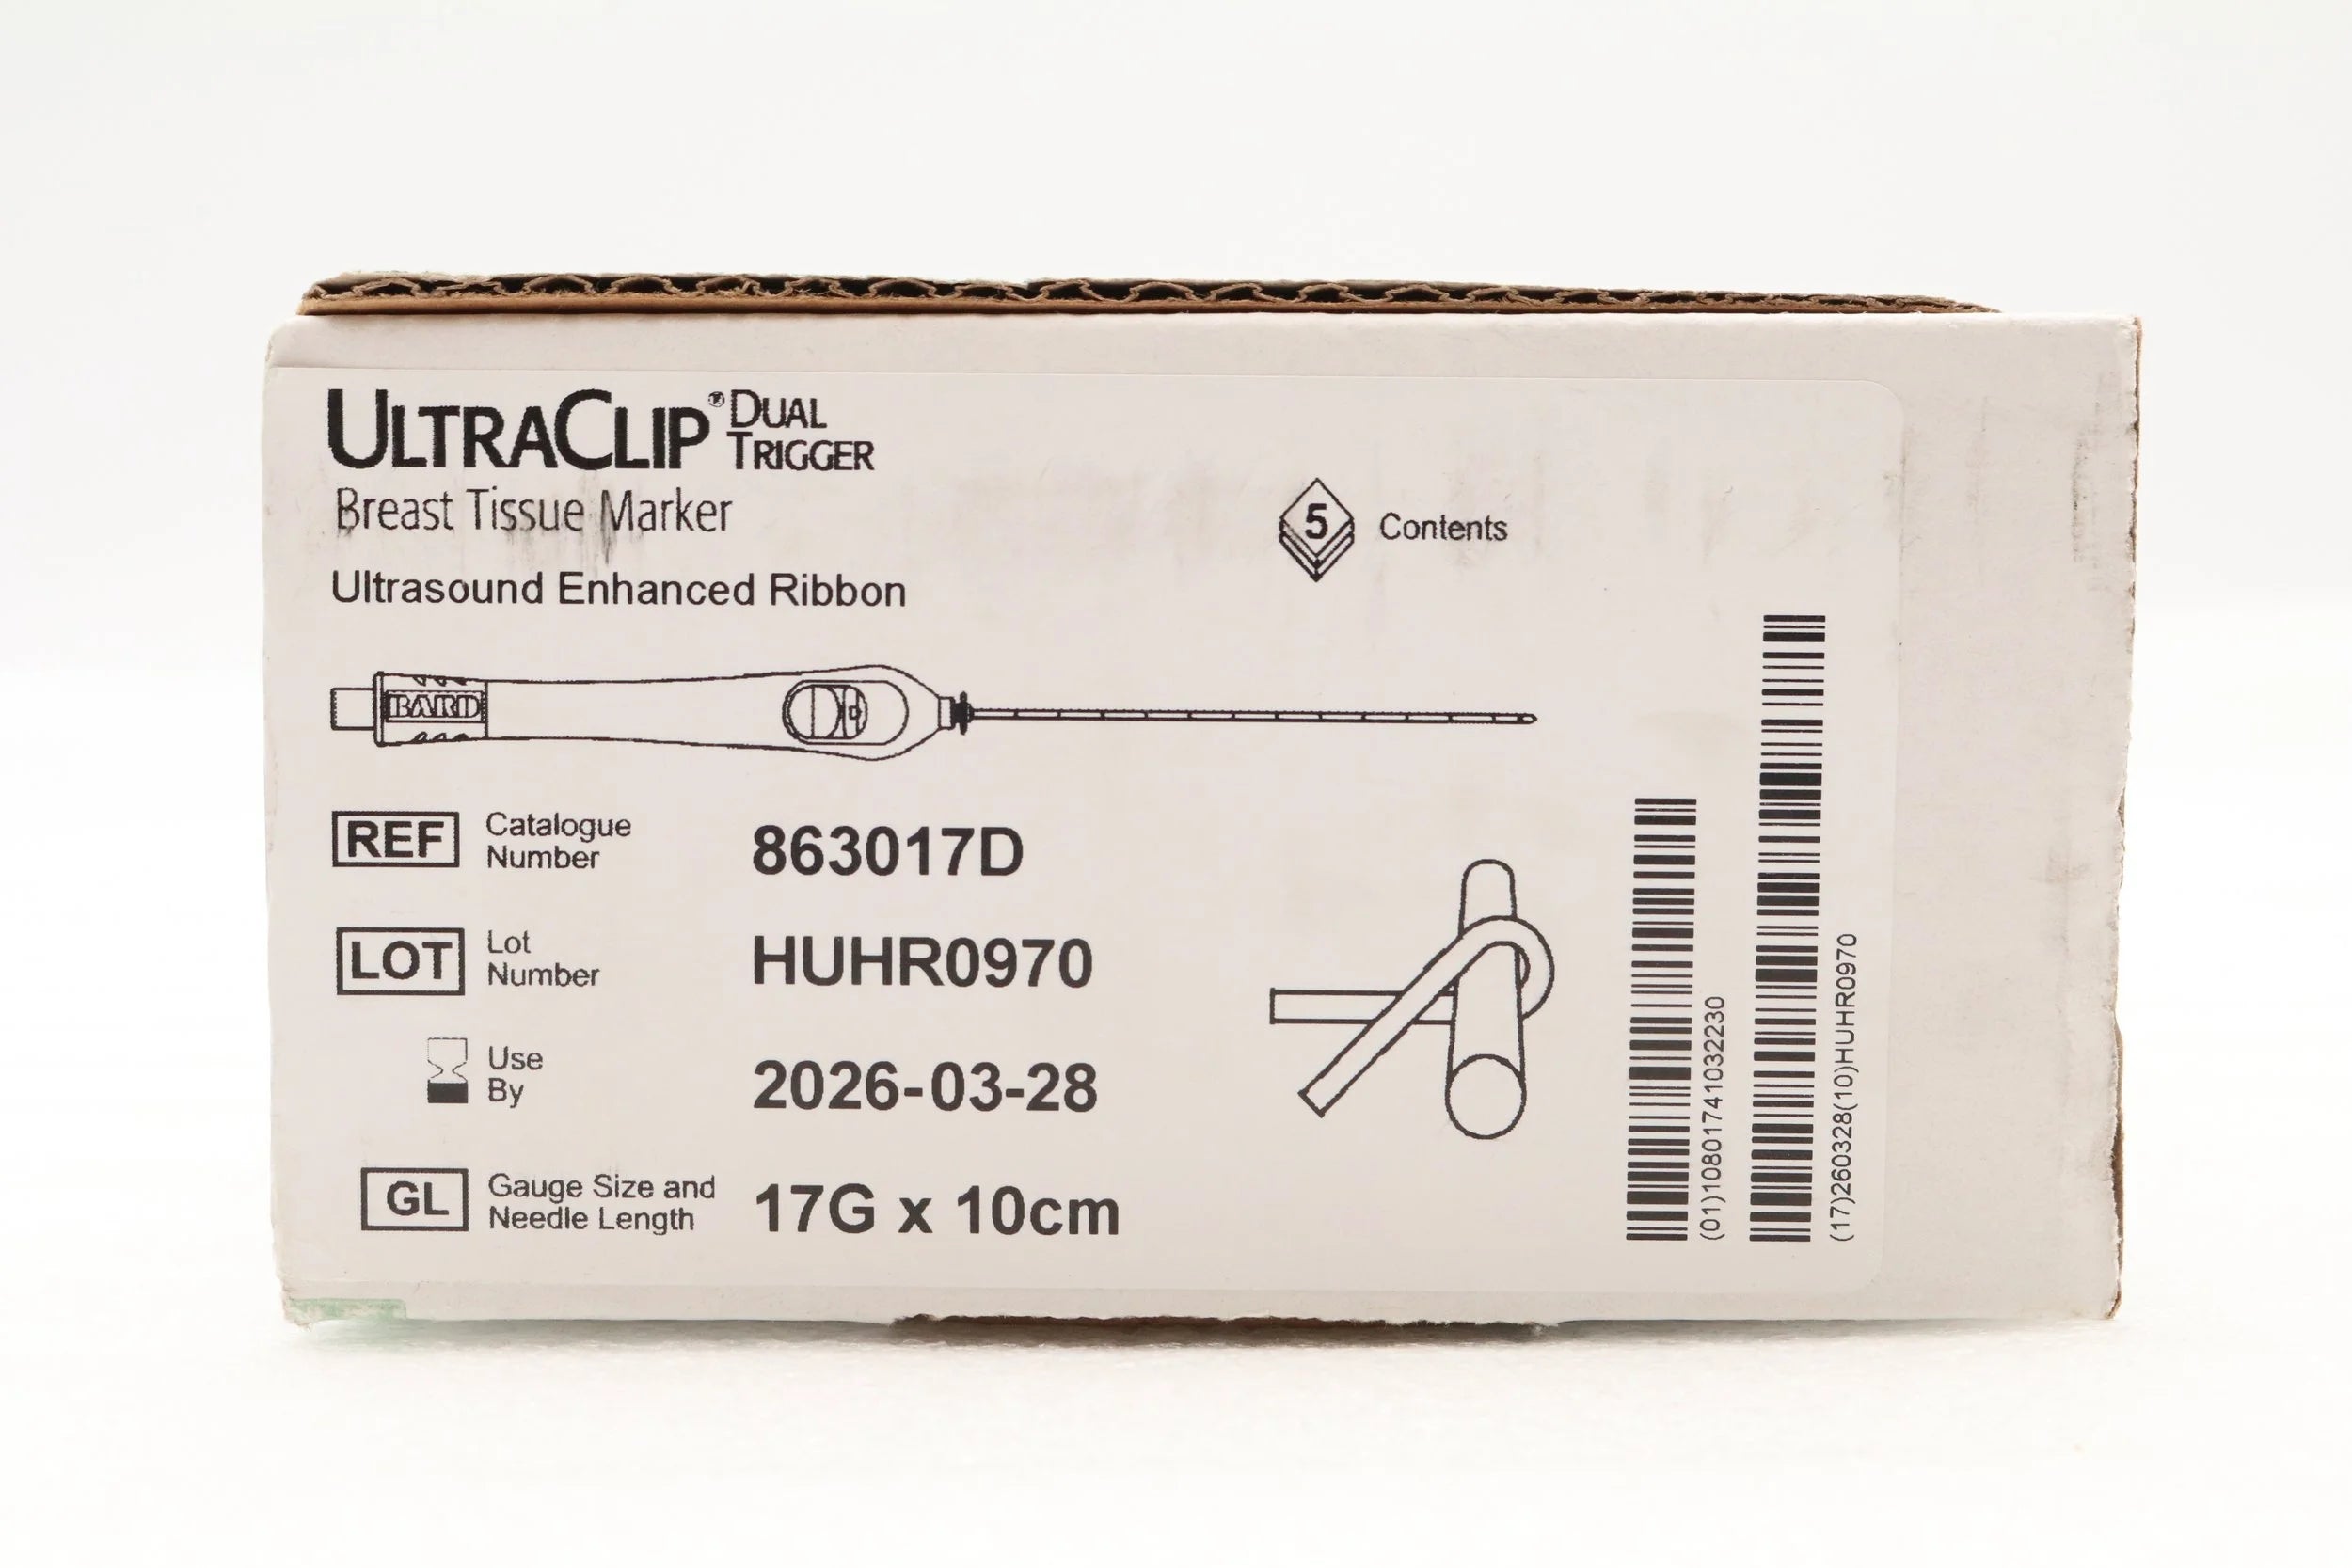 ULTRACLIP® DUAL TRIGGER
Breast Tissue Marker
Ultrasound Enhanced Ribbon
5 Contents
BARD
REF Catalogue Number 863017D
LOT Lot Number HUHR0970
Use By 2026-03-28
GL Gauge Size and Needle Length 17G x 10cm
(01)10801741032230
(17)260328(10)HUHR0970